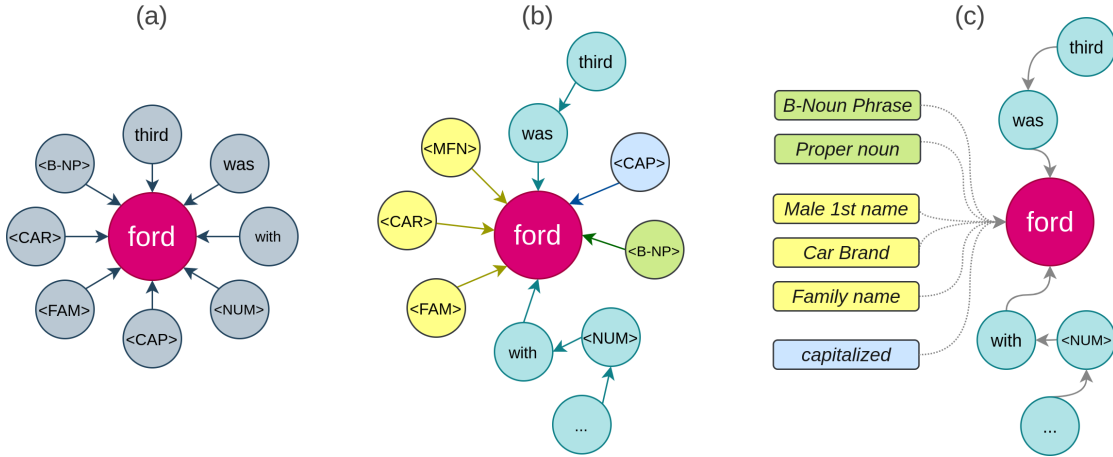 (a)
third
<B-NP>
was
<CAR>
ford
with
<FAM>
<NUM>
<CAP>
(b)
third
was
<MFN>
<CAP>
<CAR>
ford
<B-NP>
<FAM>
with
<NUM>
...
(c)
third
B-Noun Phrase
was
Proper noun
Male 1st name
ford
Car Brand
Family name
capitalized
with
<NUM>
...